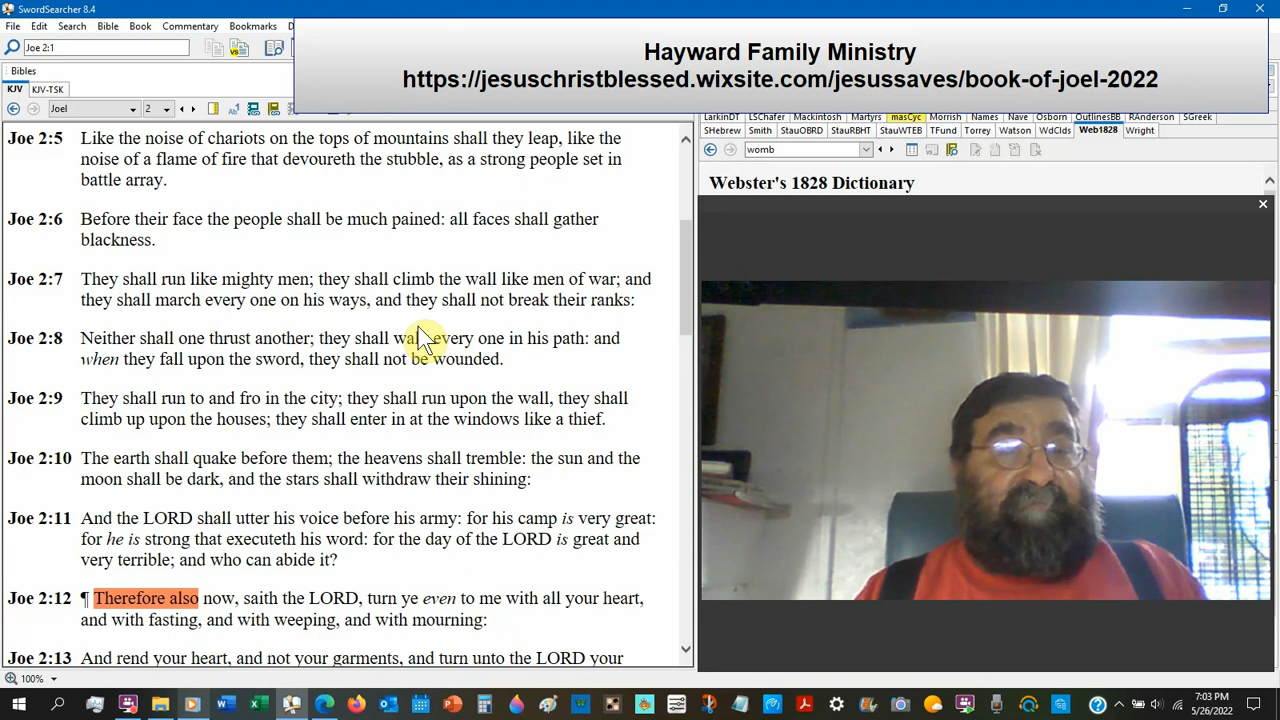 SwordSearcher 8.4
File Edit Search Bible Book Commentary Bookmarks
Hayward Family Ministry
https://jesuschristblessed.wixsite.com/jesussaves/book-of-joel-2022
Joe 2:1
Bibles
KJV KJV-TSK
Joel 2
LarkinDT LSChafer Mackintosh Martyrs masCyc Morrish Names Nave OutlinesBB RAnderson SGreek
SHebrew Smith StauORBD StauRBHT StauWTEB TFund Torrey Watson WdClds Web1828 Wright
womb
Webster's 1828 Dictionary
Joe 2:5 Like the noise of chariots on the tops of mountains shall they leap, like the
noise of a flame of fire that devoureth the stubble, as a strong people set in
battle array.
Joe 2:6 Before their face the people shall be much pained: all faces shall gather
blackness.
Joe 2:7 They shall run like mighty men; they shall climb the wall like men of war; and
they shall march every one on his ways, and they shall not break their ranks:
Joe 2:8 Neither shall one thrust another; they shall walk every one in his path: and
when they fall upon the sword, they shall not be wounded.
Joe 2:9 They shall run to and fro in the city; they shall run upon the wall, they shall
climb up upon the houses; they shall enter in at the windows like a thief.
Joe 2:10 The earth shall quake before them; the heavens shall tremble: the sun and the
moon shall be dark, and the stars shall withdraw their shining:
Joe 2:11 And the LORD shall utter his voice before his army: for his camp is very great:
for he is strong that executeth his word: for the day of the LORD is great and
very terrible; and who can abide it?
Joe 2:12 ¶ Therefore also now, saith the LORD, turn ye even to me with all your heart,
and with fasting, and with weeping, and with mourning:
Joe 2:13 And rend your heart, and not your garments, and turn unto the LORD your
100%
7:03 PM
5/26/2022